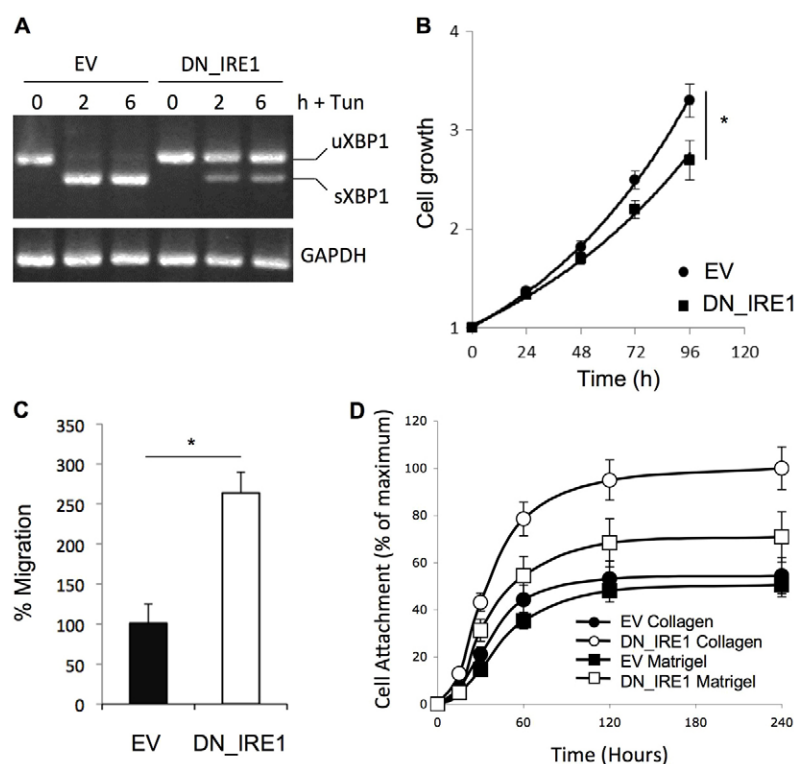 A
EV DN_IRE1
0 2 6 0 2 6 h + Tun
uXBP1
sXBP1
GAPDH
B
Cell growth
4
3
2
1
0 24 48 72 96 120
Time (h)
*
EV
DN_IRE1
C
% Migration
350
300
250
200
150
100
50
0
*
EV DN_IRE1
D
Cell Attachment (% of maximum)
120
100
80
60
40
20
0
0 60 120 180 240
Time (Hours)
EV Collagen
DN_IRE1 Collagen
EV Matrigel
DN_IRE1 Matrigel